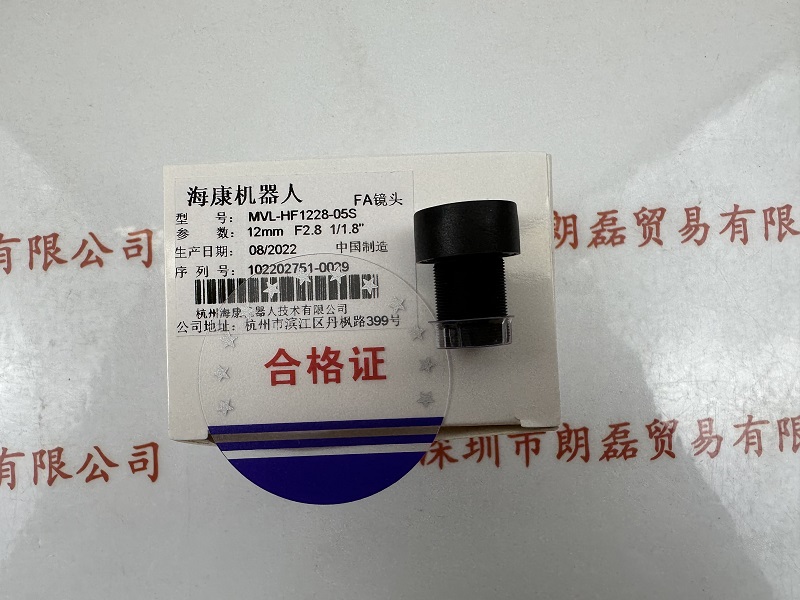 海康机器人 FA镜头
型 号: MVL-HF1228-05S
参 数: 12mm F2.8 1/1.8"
生产日期: 08/2022 中国制造
序 列 号: 102202751-0029
杭州海康 器人技术有限公司
公司地址: 杭州市滨江区丹枫路399号
合格证
有限公司
朗磊贸易有限
有限公司
深圳市朗磊贸易有限